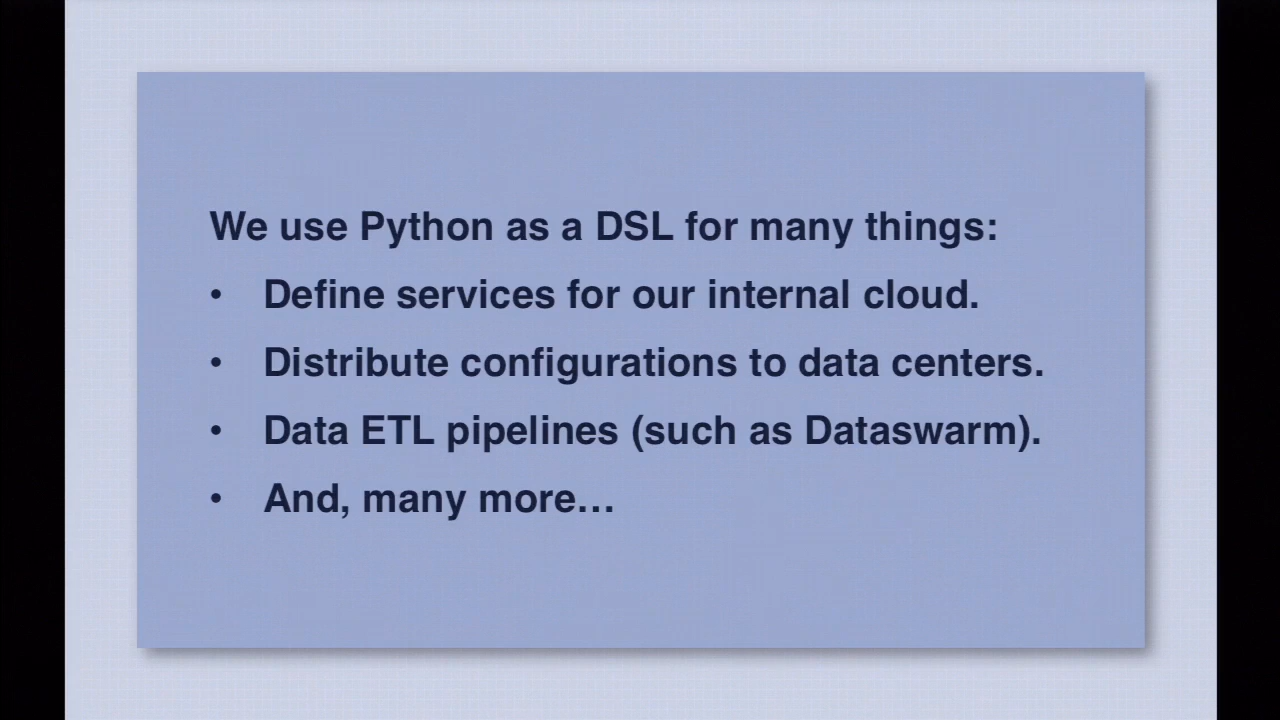 We use Python as a DSL for many things:
• Define services for our internal cloud.
• Distribute configurations to data centers.
• Data ETL pipelines (such as Dataswarm).
• And, many more…